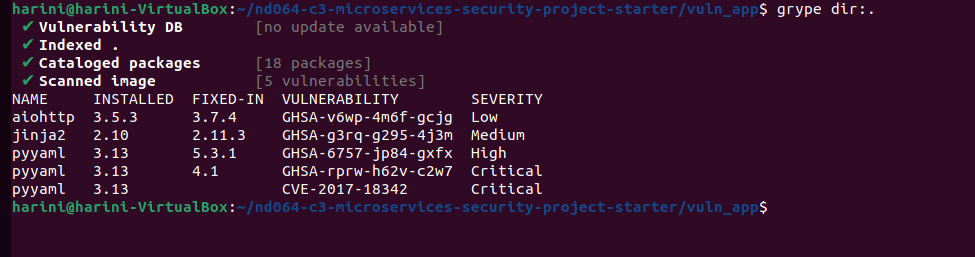 harini@harini-VirtualBox:~/nd064-c3-microservices-security-project-starter/vuln_app$ grype dir:.
✔ Vulnerability DB [no update available]
✔ Indexed .
✔ Cataloged packages [18 packages]
✔ Scanned image [5 vulnerabilities]
NAME INSTALLED FIXED-IN VULNERABILITY SEVERITY
aiohttp 3.5.3 3.7.4 GHSA-v6wp-4m6f-gcjg Low
jinja2 2.10 2.11.3 GHSA-g3rq-g295-4j3m Medium
pyyaml 3.13 5.3.1 GHSA-6757-jp84-gxfx High
pyyaml 3.13 4.1 GHSA-rprw-h62v-c2w7 Critical
pyyaml 3.13 CVE-2017-18342 Critical
harini@harini-VirtualBox:~/nd064-c3-microservices-security-project-starter/vuln_app$